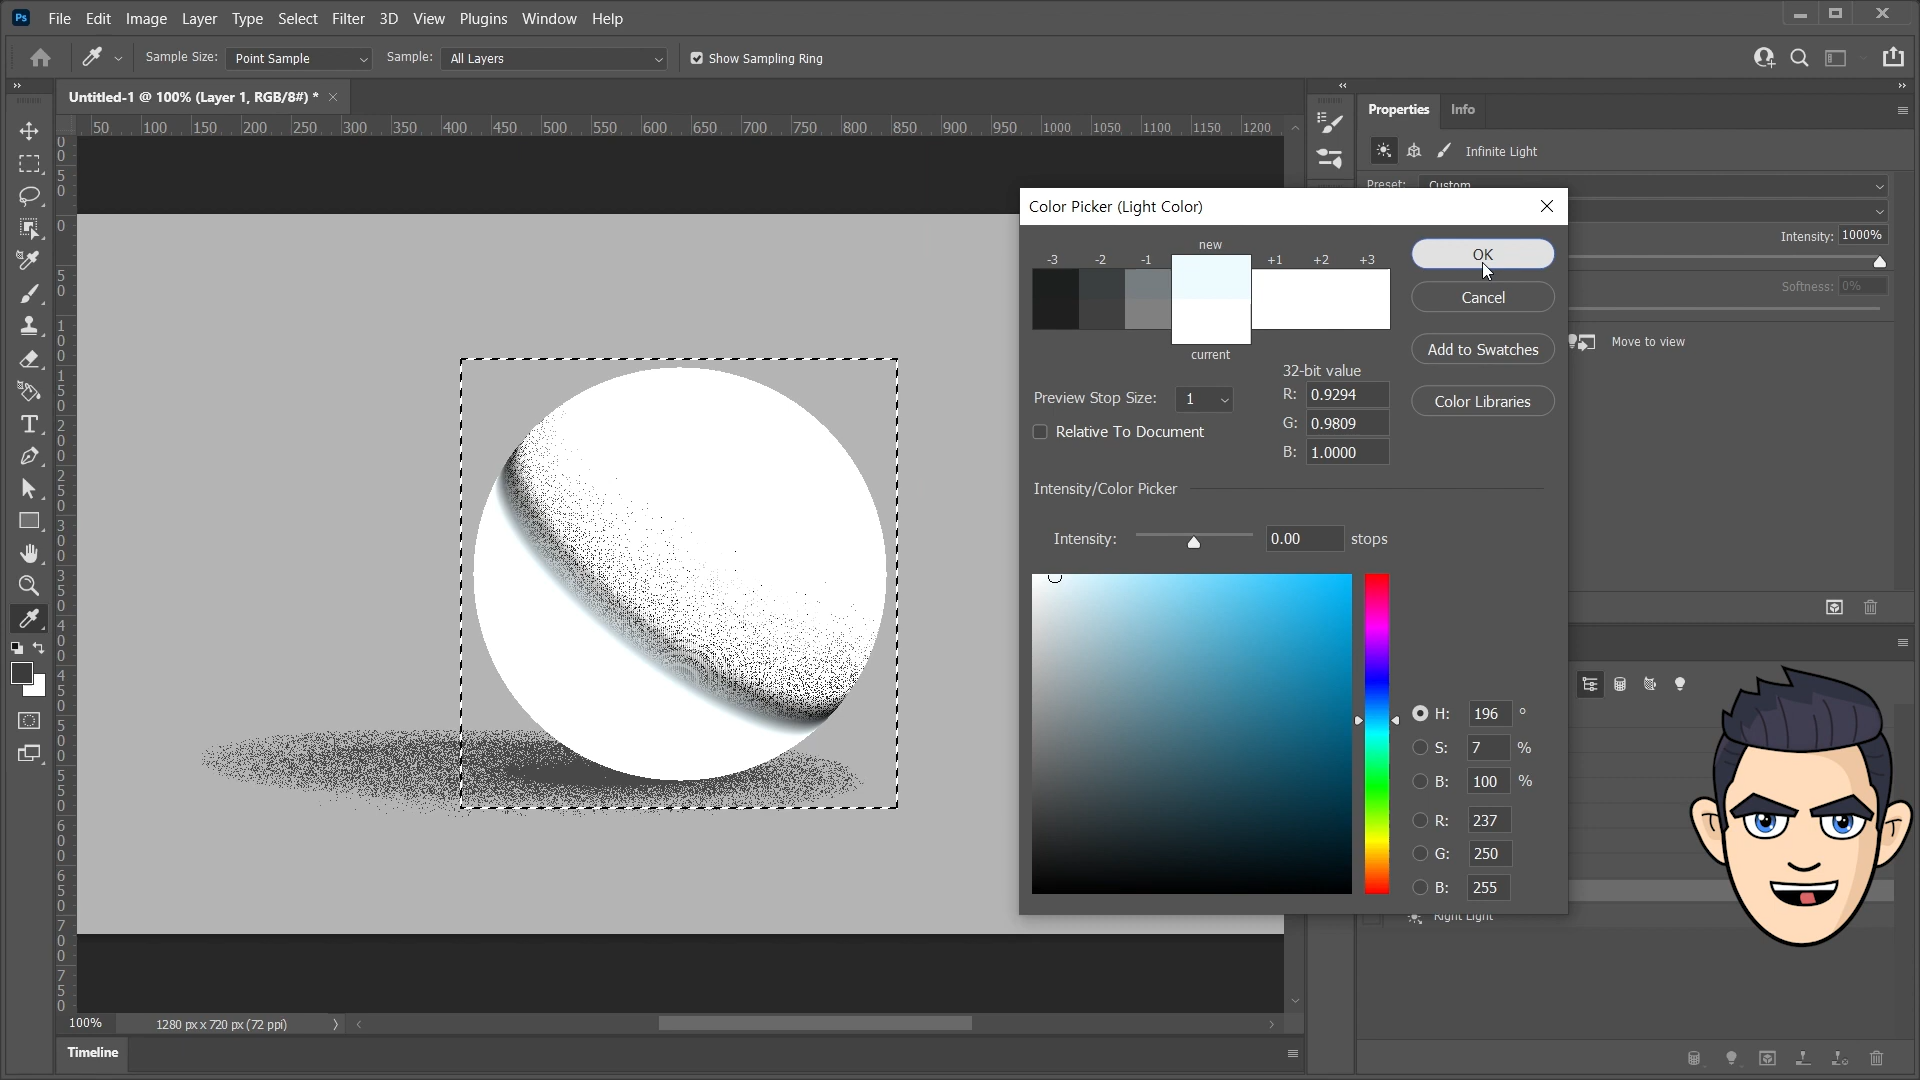 Ps File Edit Image Layer Type Select Filter 3D View Plugins Window Help
Sample Size: Point Sample Sample: All Layers Show Sampling Ring
Untitled-1 @ 100% (Layer 1, RGB/8#) *
50 100 150 200 250 300 350 400 450 500 550 600 650 700 750 800 850 900 950 1000 1050 1100 1150 1200
Properties Info
Infinite Light
Preset: Custom
Intensity: 1000%
Softness: 0%
Move to view
Color Picker (Light Color)
new
-3 -2 -1 +1 +2 +3
current
OK
Cancel
Add to Swatches
Color Libraries
32-bit value
R: 0.9294
G: 0.9809
B: 1.0000
Preview Stop Size: 1
Relative To Document
Intensity/Color Picker
Intensity: 0.00 stops
H: 196 °
S: 7 %
B: 100 %
R: 237
G: 250
B: 255
Right Light
100% 1280 px x 720 px (72 ppi)
Timeline